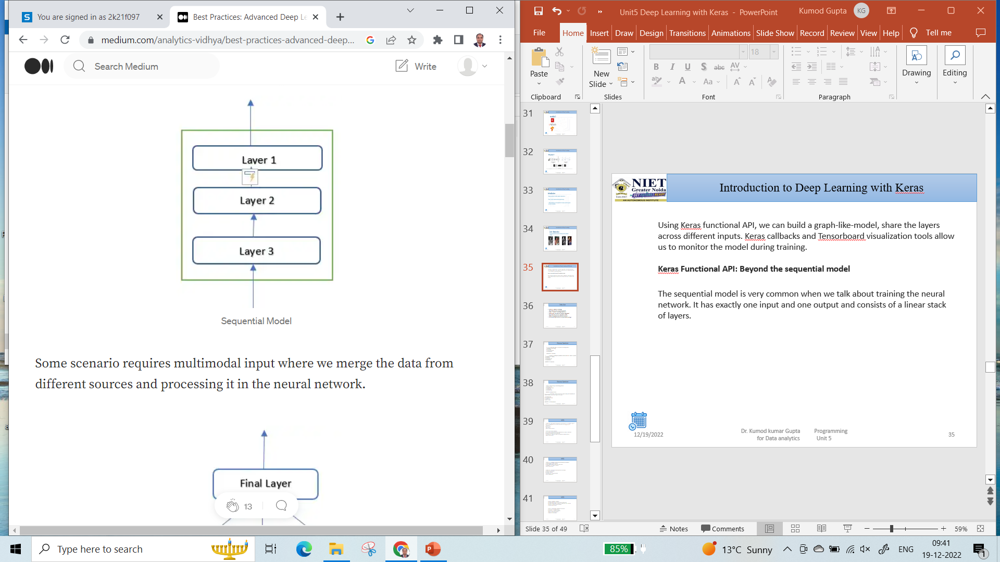 You are signed in as 2k21f097
Best Practices: Advanced Deep Le
medium.com/analytics-vidhya/best-practices-advanced-deep...
Search Medium
Write
Layer 1
Layer 2
Layer 3
Sequential Model
Some scenario requires multimodal input where we merge the data from
different sources and processing it in the neural network.
Final Layer
13
Unit5 Deep Learning with Keras - PowerPoint
Kumod Gupta
KG
File
Home
Insert
Draw
Design
Transitions
Animations
Slide Show
Record
Review
View
Help
Tell me
Paste
New
Slide
18
B I U S abc AV
A Aa A A
Drawing
Editing
Clipboard
Slides
Font
Paragraph
31
32
33
34
35
36
37
38
39
40
41
NIET
Greater Noida
GET FUTURE READY
AN AUTONOMOUS INSTITUTE
Introduction to Deep Learning with Keras
Using Keras functional API, we can build a graph-like-model, share the layers
across different inputs. Keras callbacks and Tensorboard visualization tools allow
us to monitor the model during training.
Keras Functional API: Beyond the sequential model
The sequential model is very common when we talk about training the neural
network. It has exactly one input and one output and consists of a linear stack
of layers.
12/19/2022
Dr. Kumod kumar Gupta Programming
for Data analytics Unit 5
35
Slide 35 of 49
Notes
Comments
59%
Type here to search
85%
13°C Sunny
ENG
09:41
19-12-2022
1